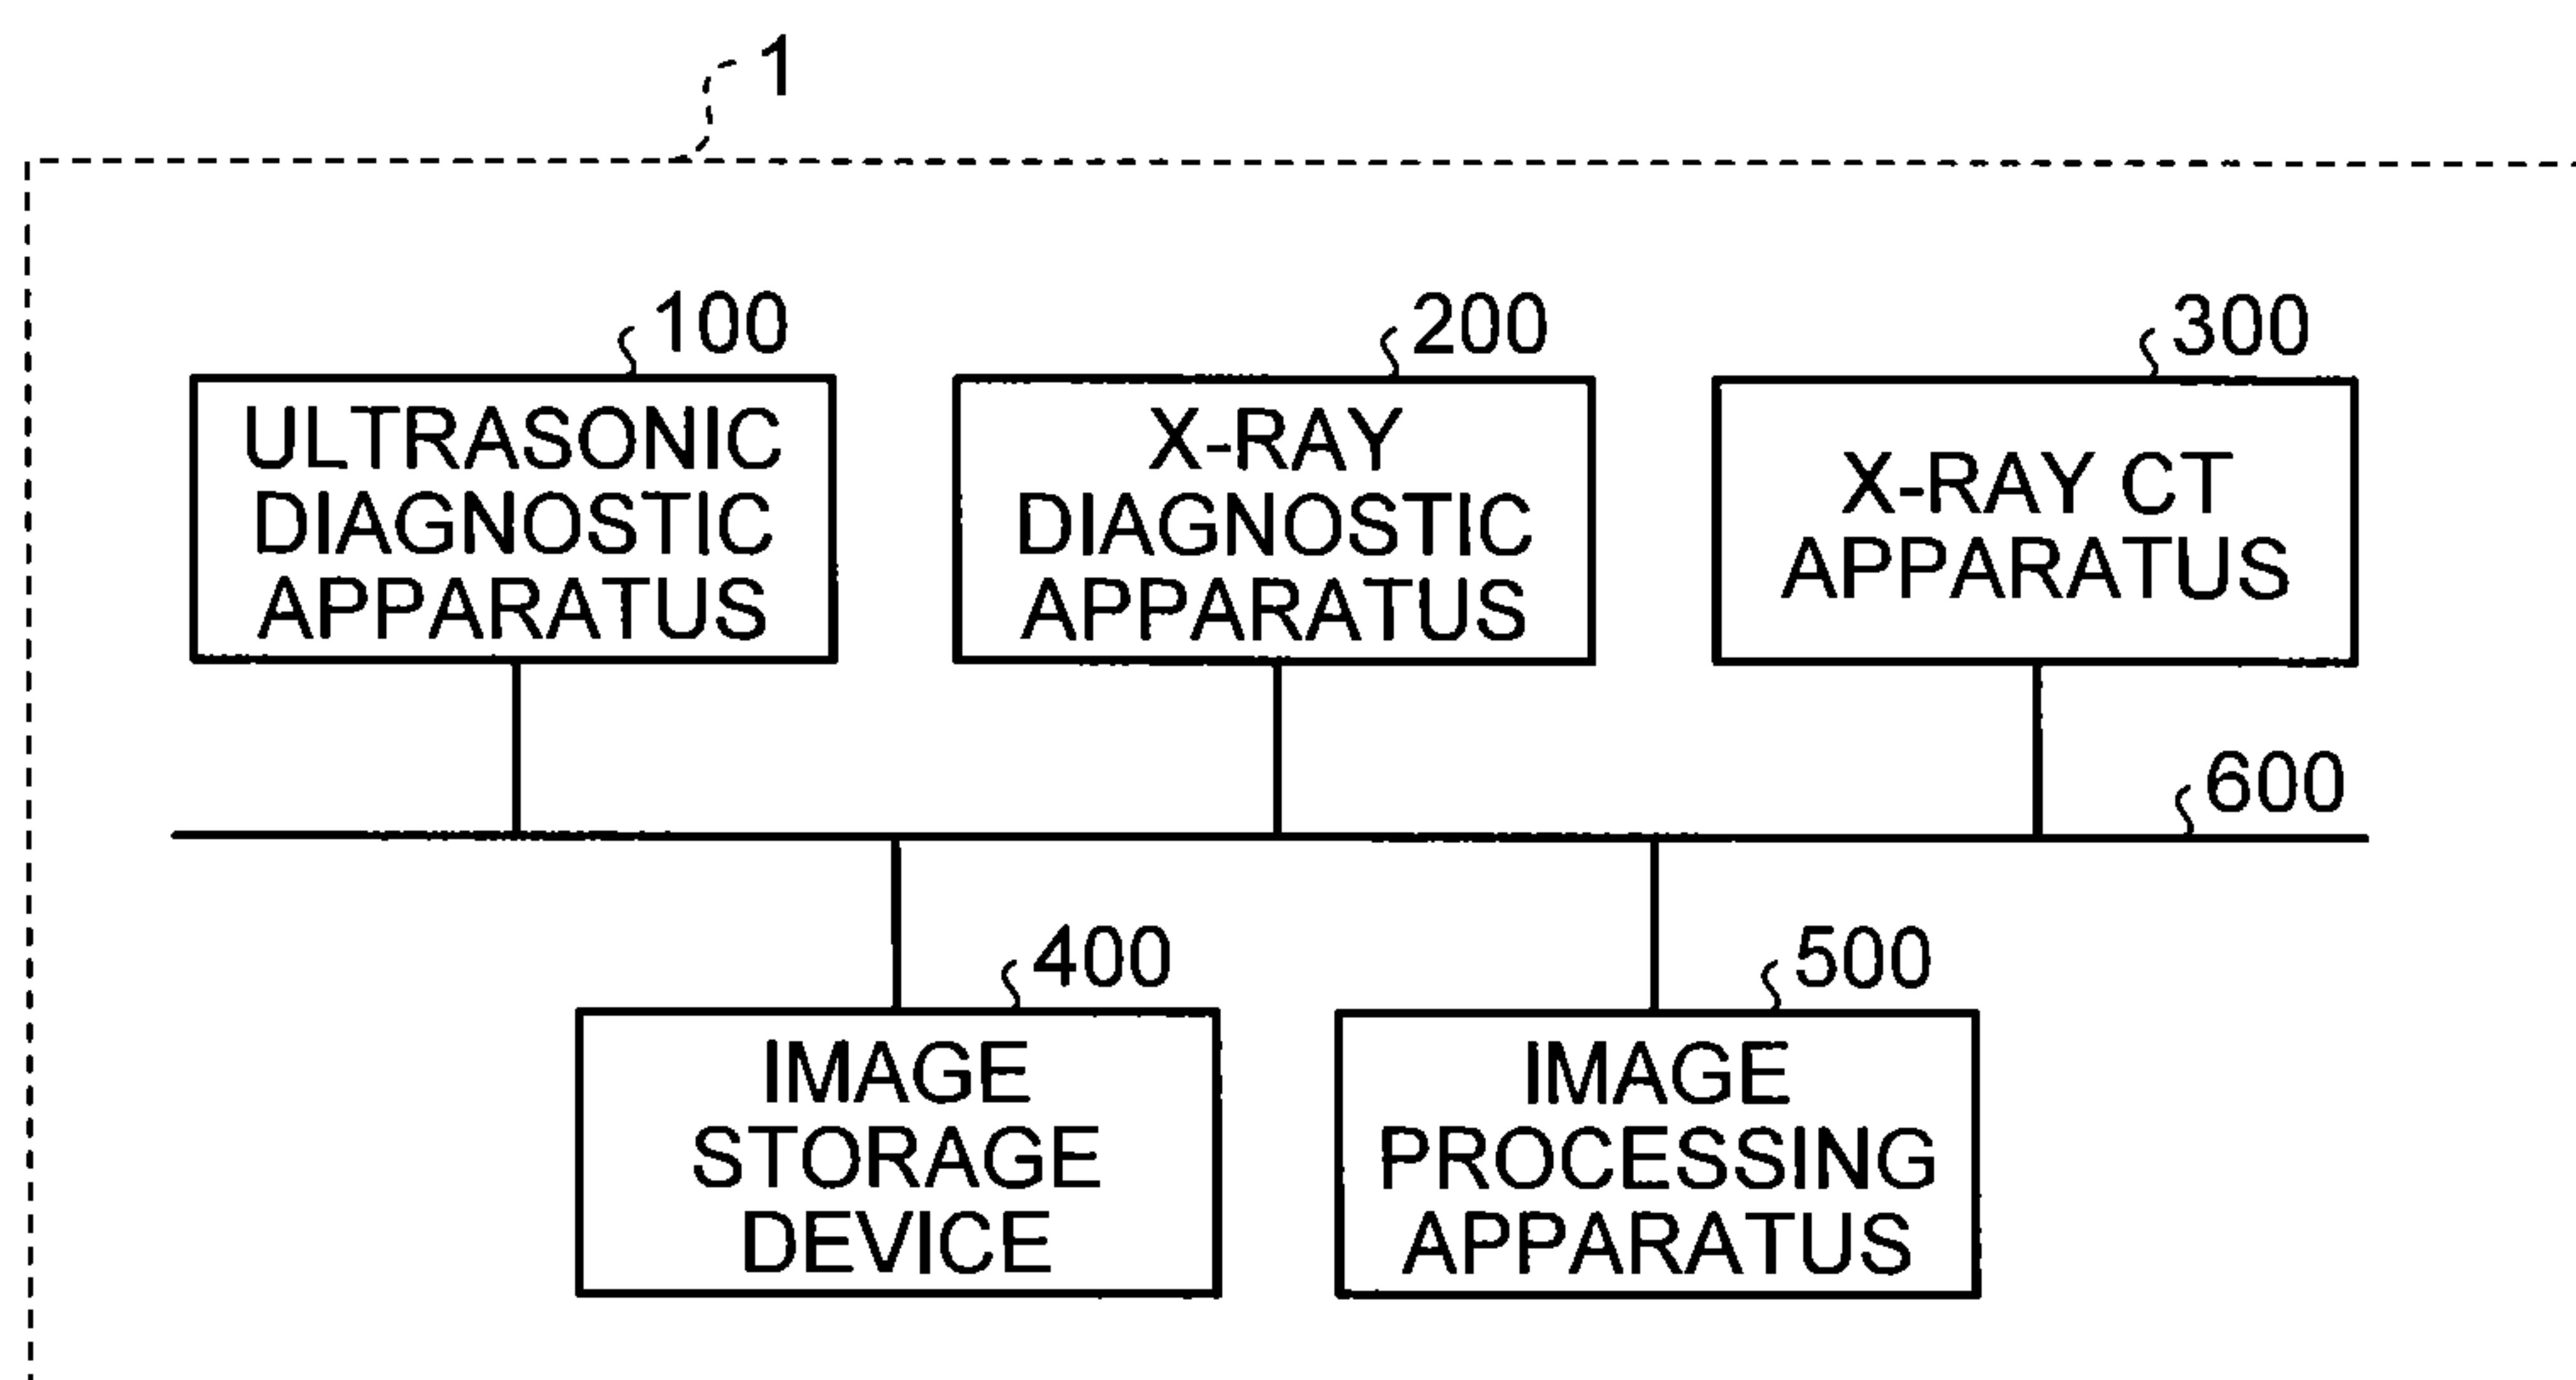 1
100
ULTRASONIC
DIAGNOSTIC
APPARATUS
200
X-RAY
DIAGNOSTIC
APPARATUS
300
X-RAY CT
APPARATUS
600
400
IMAGE
STORAGE
DEVICE
500
IMAGE
PROCESSING
APPARATUS